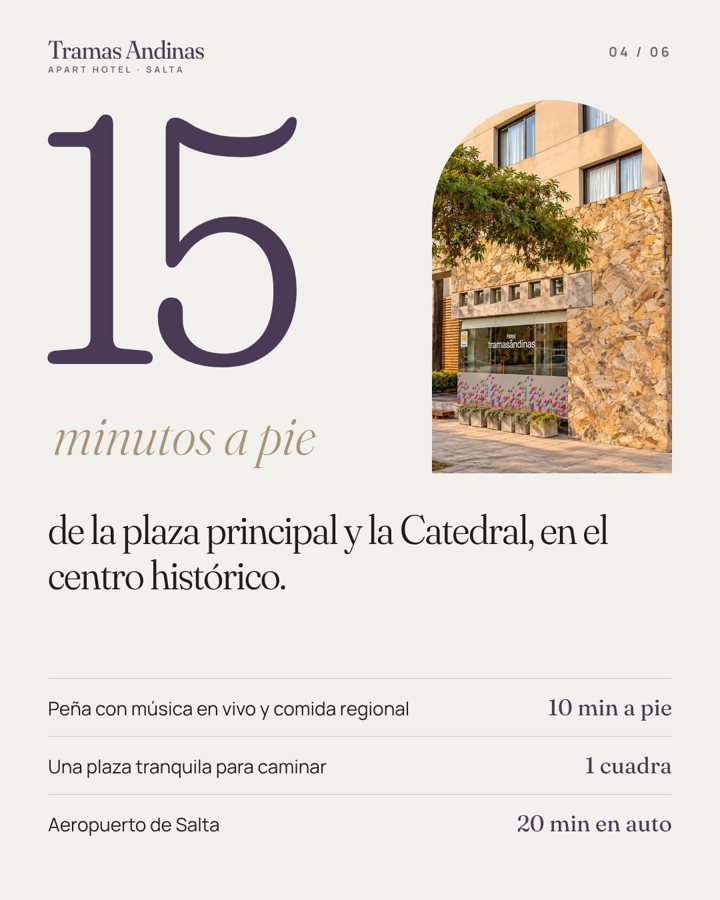 Tramas Andinas
APART HOTEL · SALTA
04 / 06
15
minutos a pie
Hotel
tramasandinas
de la plaza principal y la Catedral, en el
centro histórico.
Peña con música en vivo y comida regional
10 min a pie
Una plaza tranquila para caminar
1 cuadra
Aeropuerto de Salta
20 min en auto